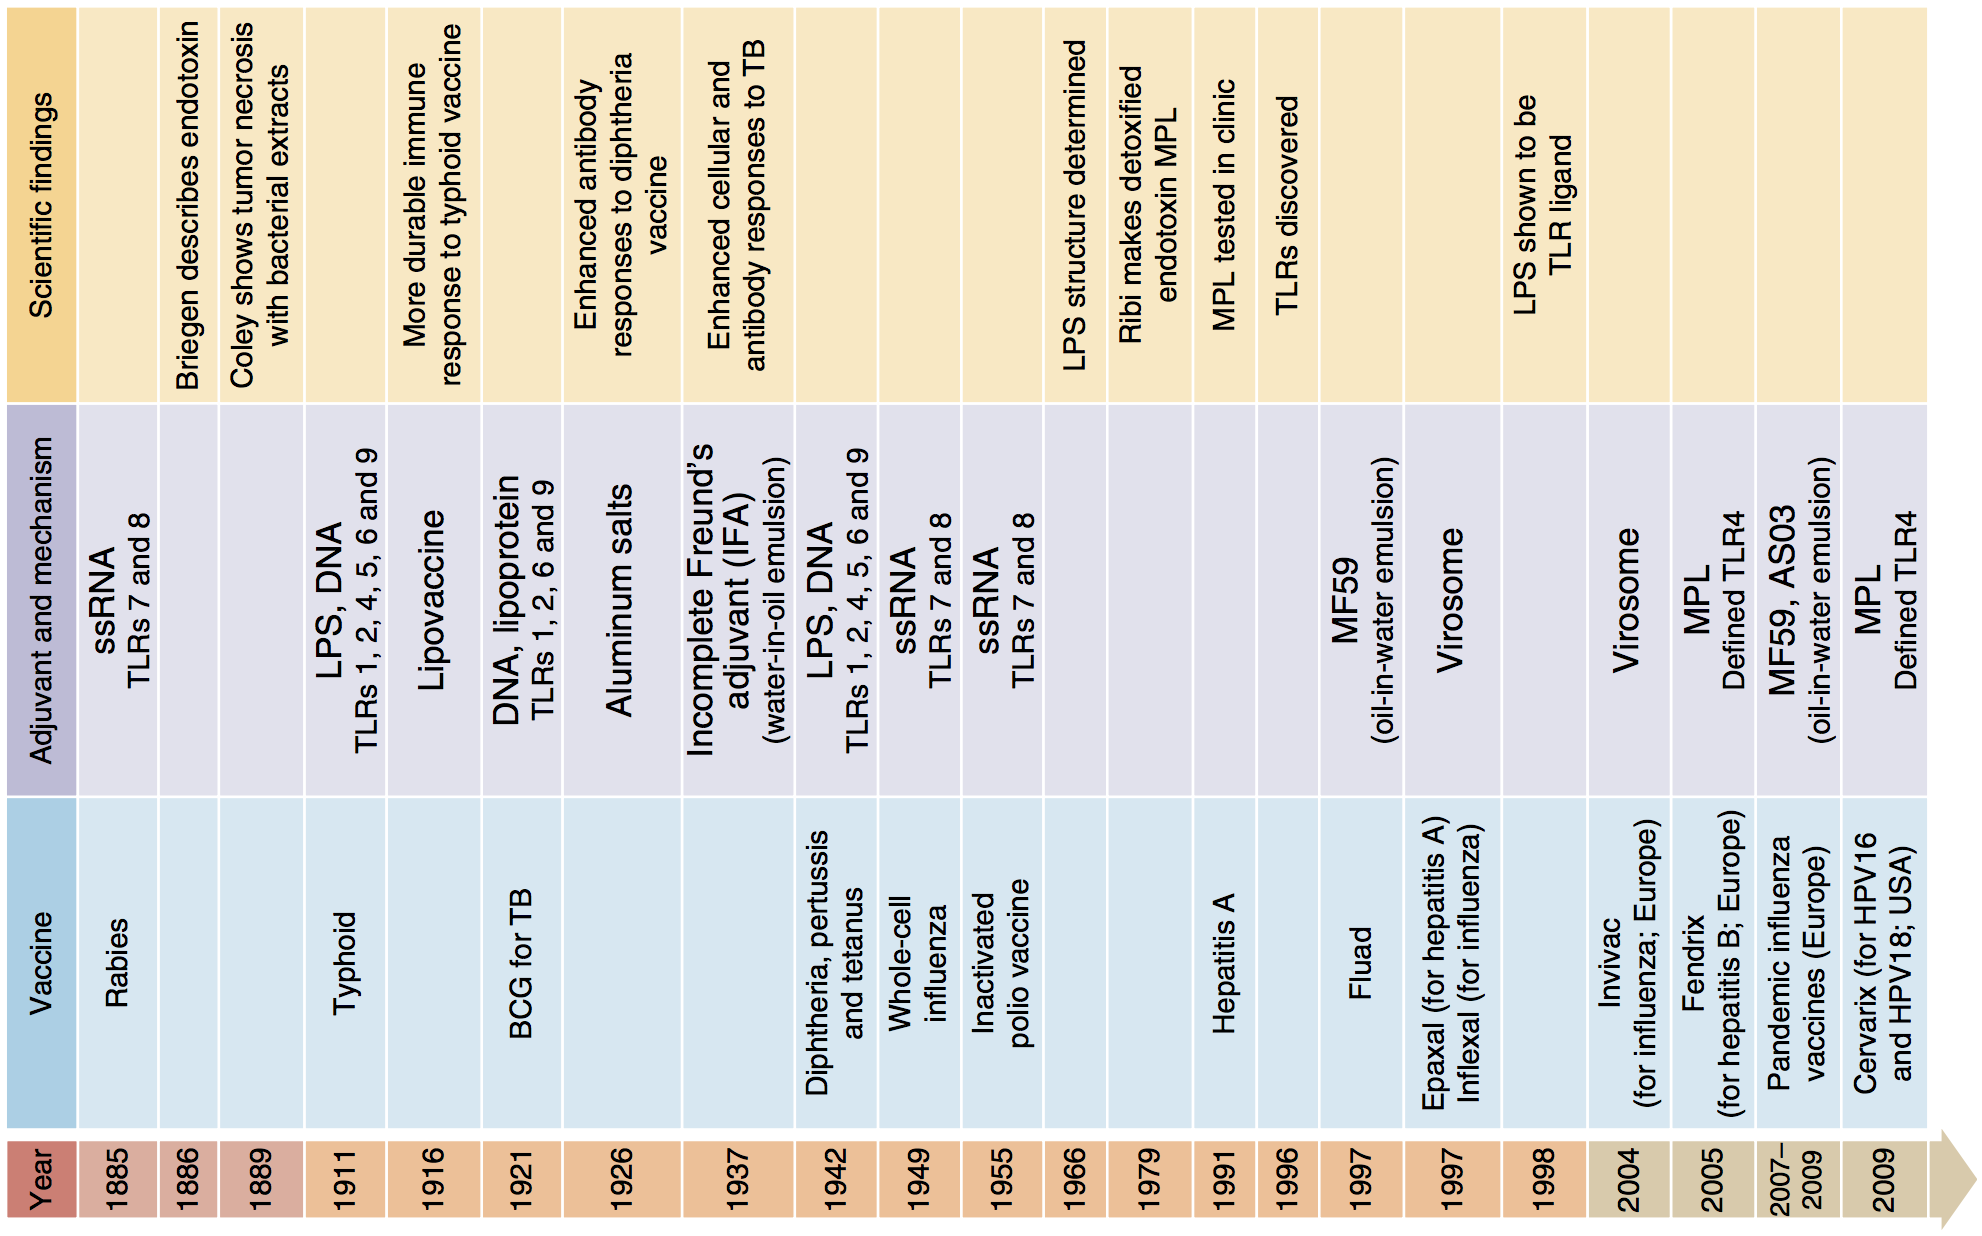 Year
Vaccine
Adjuvant and mechanism
Scientific findings
1885
Rabies
ssRNA
TLRs 7 and 8
1886
Briegen describes endotoxin
1889
Coley shows tumor necrosis
with bacterial extracts
1911
Typhoid
LPS, DNA
TLRs 1, 2, 4, 5, 6 and 9
1916
Lipovaccine
More durable immune
response to typhoid vaccine
1921
BCG for TB
DNA, lipoprotein
TLRs 1, 2, 6 and 9
1926
Aluminum salts
Enhanced antibody
responses to diphtheria
vaccine
1937
Incomplete Freund's
adjuvant (IFA)
(water-in-oil emulsion)
Enhanced cellular and
antibody responses to TB
1942
Diphtheria, pertussis
and tetanus
LPS, DNA
TLRs 1, 2, 4, 5, 6 and 9
1949
Whole-cell
influenza
ssRNA
TLRs 7 and 8
1955
Inactivated
polio vaccine
ssRNA
TLRs 7 and 8
1966
LPS structure determined
1979
Ribi makes detoxified
endotoxin MPL
1991
Hepatitis A
MPL tested in clinic
1996
TLRs discovered
1997
Fluad
MF59
(oil-in-water emulsion)
1997
Epaxal (for hepatitis A)
Inflexal (for influenza)
Virosome
1998
LPS shown to be
TLR ligand
2004
Invivac
(for influenza; Europe)
Virosome
2005
Fendrix
(for hepatitis B; Europe)
MPL
Defined TLR4
2007–
2009
Pandemic influenza
vaccines (Europe)
MF59, AS03
(oil-in-water emulsion)
2009
Cervarix (for HPV16
and HPV18; USA)
MPL
Defined TLR4